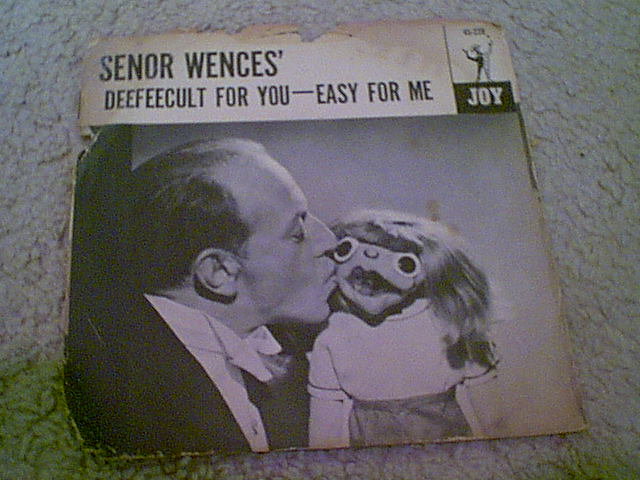 SENOR WENCES'
DEEFEECULT FOR YOU—EASY FOR ME
JOY